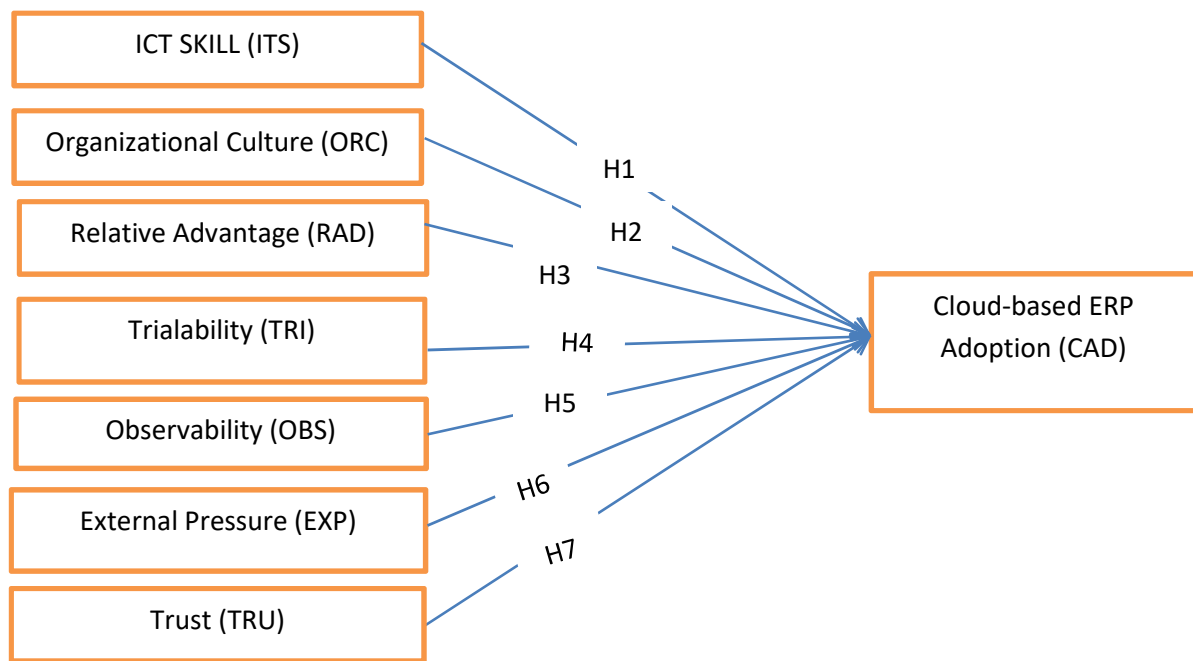 ICT SKILL (ITS)
Organizational Culture (ORC)
Relative Advantage (RAD)
Trialability (TRI)
Observability (OBS)
External Pressure (EXP)
Trust (TRU)
H1
H2
H3
H4
H5
H6
H7
Cloud-based ERP
Adoption (CAD)